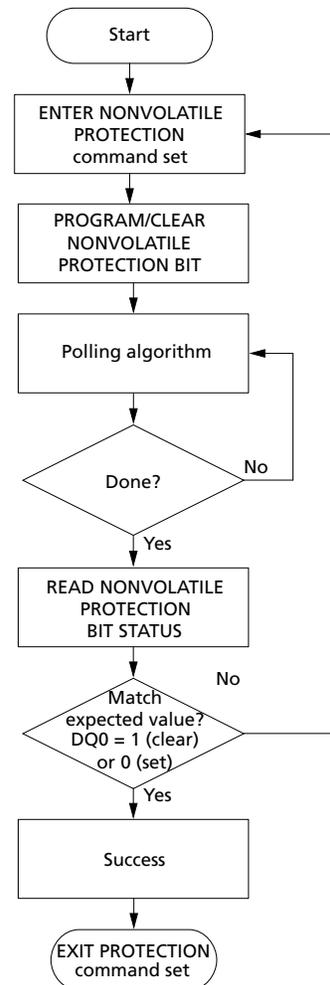 Start
ENTER NONVOLATILE
PROTECTION
command set
PROGRAM/CLEAR
NONVOLATILE
PROTECTION BIT
Polling algorithm
Done?
No
Yes
READ NONVOLATILE
PROTECTION
BIT STATUS
No
Match
expected value?
DQ0 = 1 (clear)
or 0 (set)
Yes
Success
EXIT PROTECTION
command set